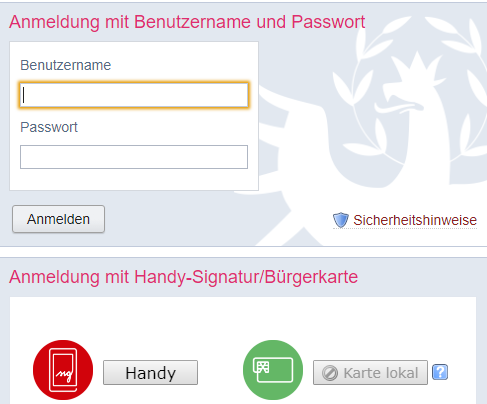 Anmeldung mit Benutzername und Passwort
Benutzername
Passwort
Anmelden
Sicherheitshinweise
Anmeldung mit Handy-Signatur/Bürgerkarte
Handy
Karte lokal
?